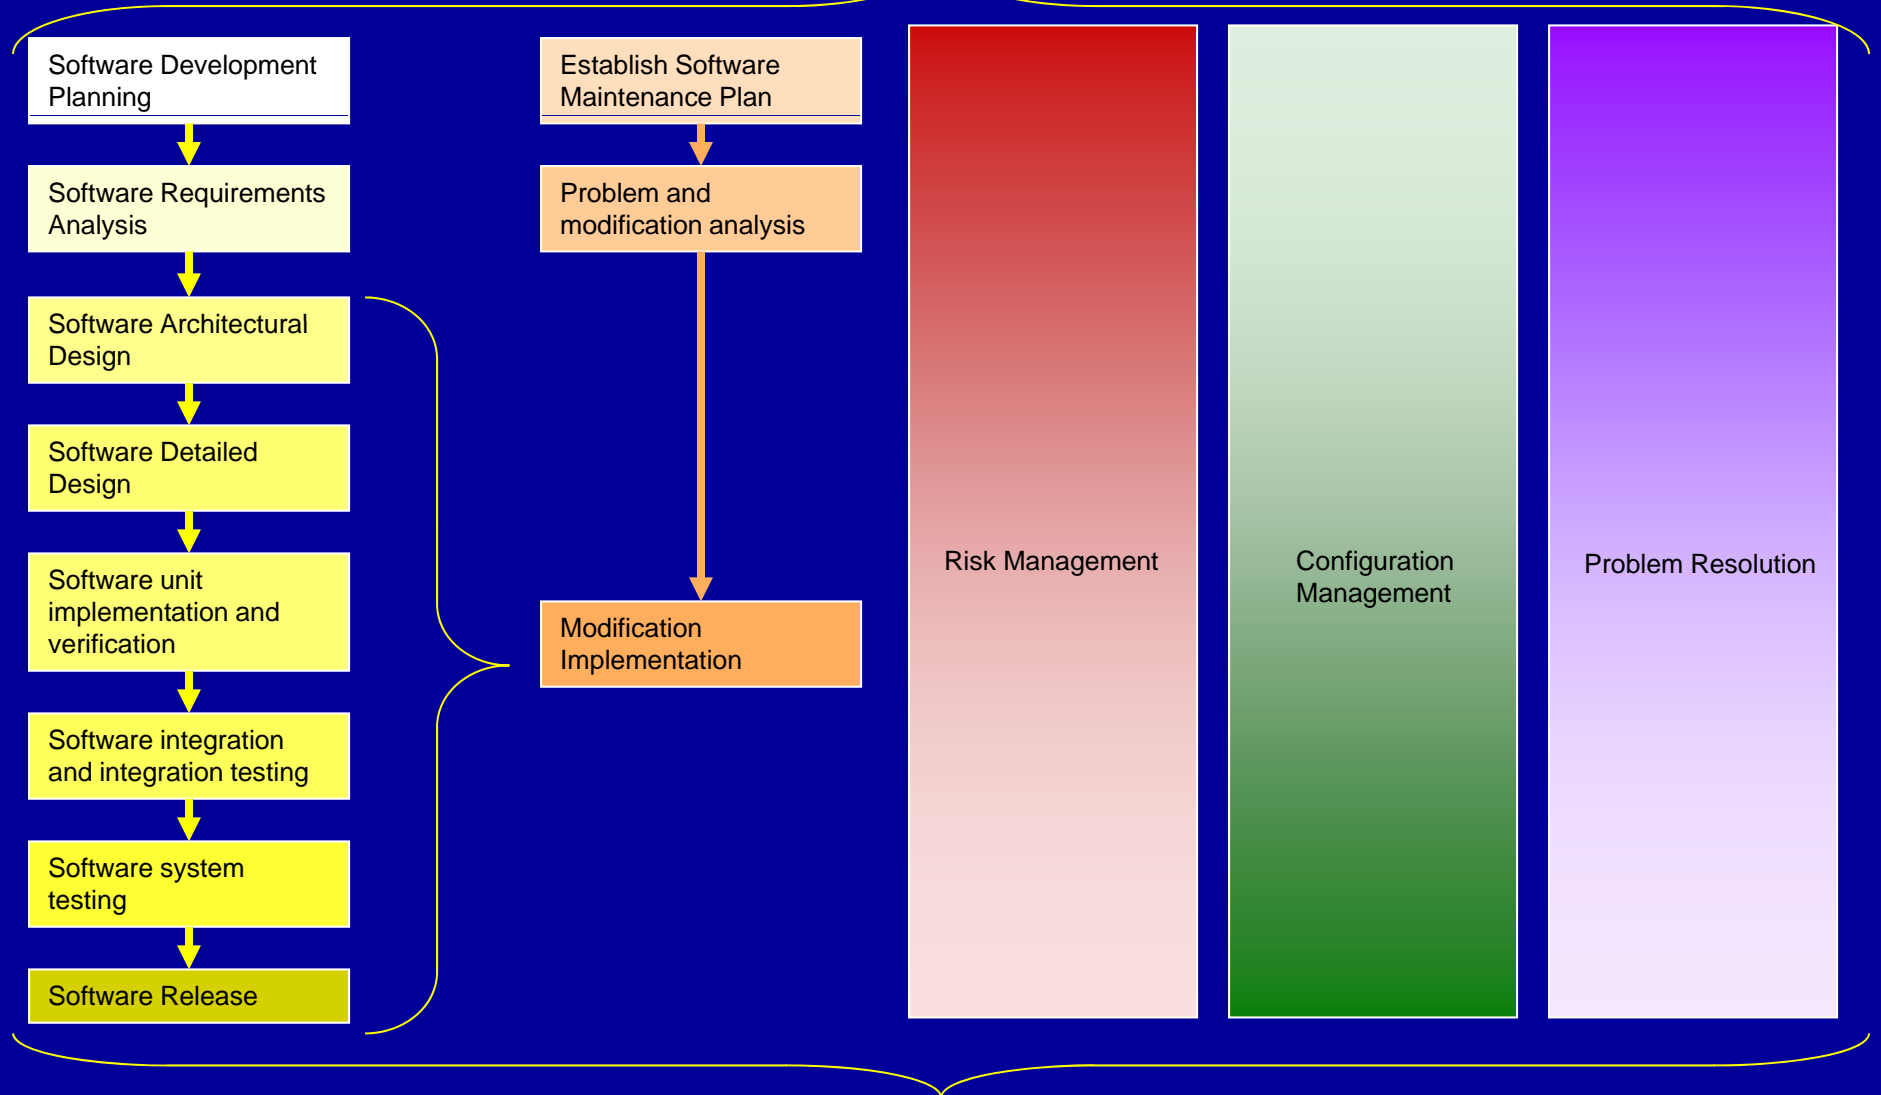 Software Development
Planning
Software Requirements
Analysis
Software Architectural
Design
Software Detailed
Design
Software unit
implementation and
verification
Software integration
and integration testing
Software system
testing
Software Release
Establish Software
Maintenance Plan
Problem and
modification analysis
Modification
Implementation
Risk Management
Configuration
Management
Problem Resolution